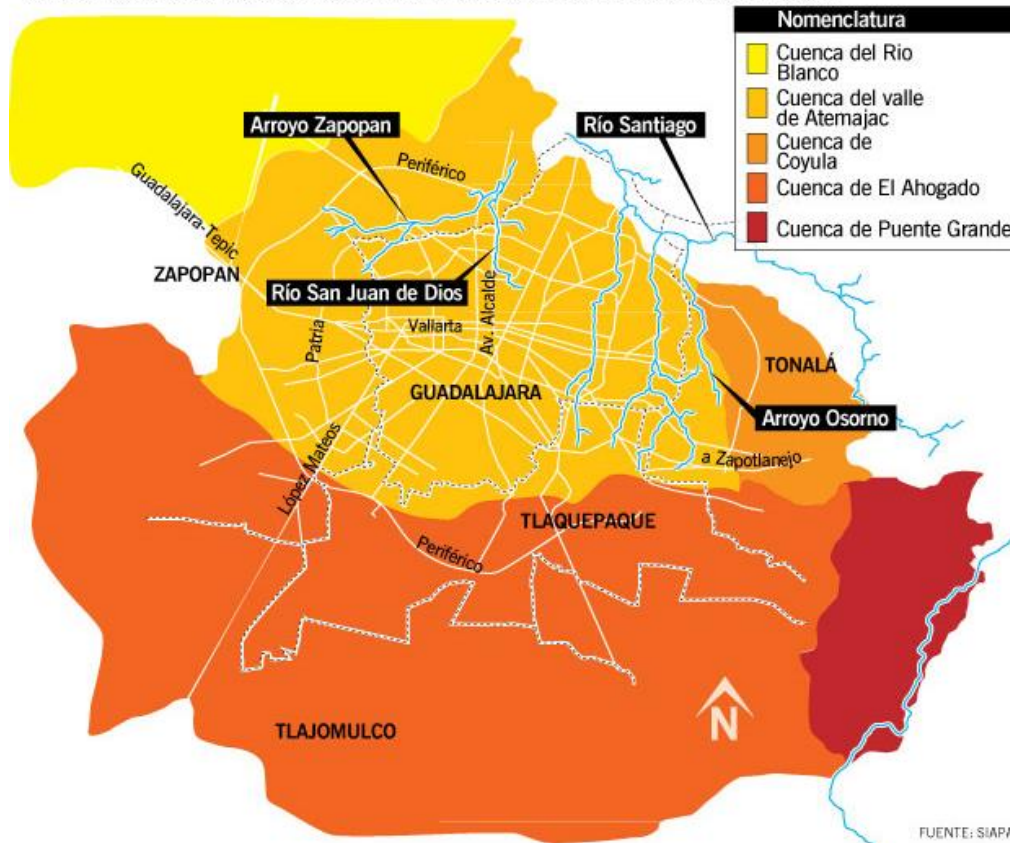 Nomenclatura
Cuenca del Rio
Blanco
Cuenca del valle
de Atemajac
Cuenca de
Coyula
Cuenca de El Ahogado
Cuenca de Puente Grande
Arroyo Zapopan
Río Santiago
Periférico
Guadalajara-Tepic
ZAPOPAN
Río San Juan de Dios
Av. Alcalde
Patria
Vallarta
TONALÁ
GUADALAJARA
Arroyo Osorno
López Mateos
a Zapotlanejo
TLAQUEPAQUE
Periférico
N
TLAJOMULCO
FUENTE: SIAPA